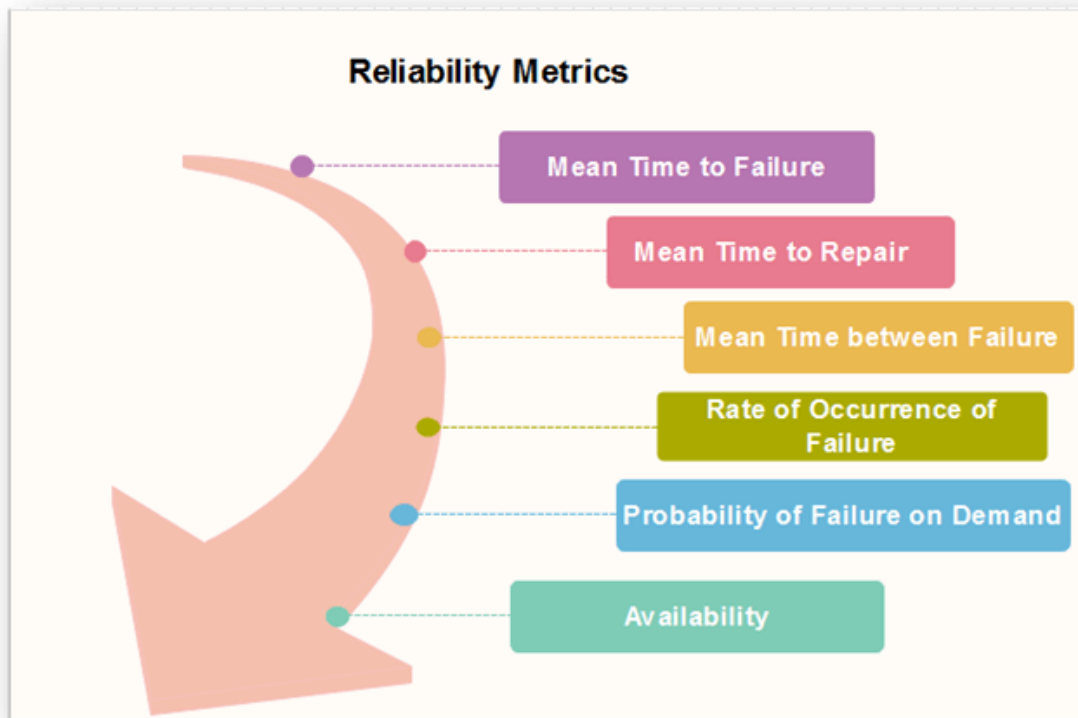 Reliability Metrics
Mean Time to Failure
Mean Time to Repair
Mean Time between Failure
Rate of Occurrence of
Failure
Probability of Failure on Demand
Availability